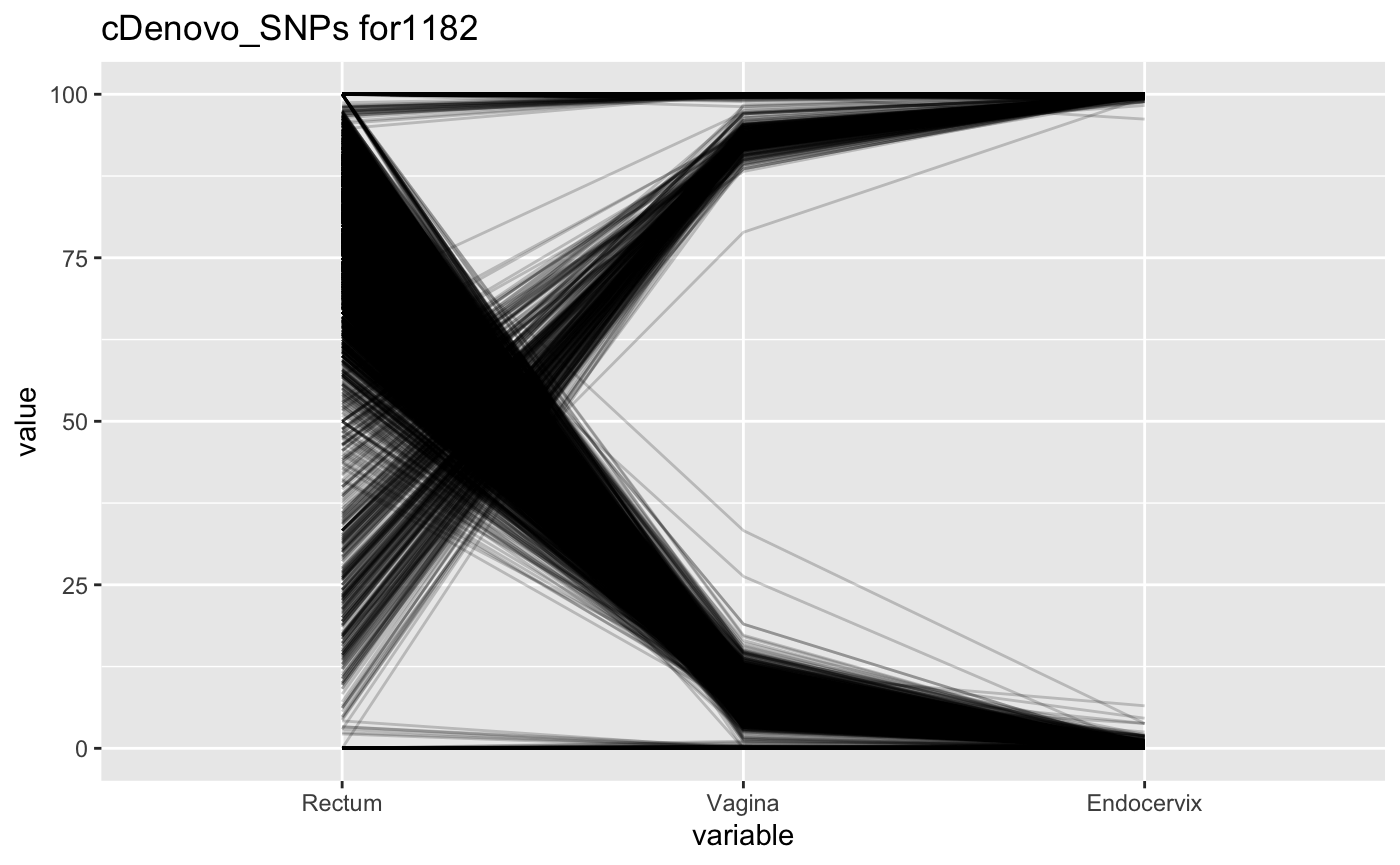 cDenovo_SNPs for1182
100
75
50
25
0
value
Rectum Vagina Endocervix
variable